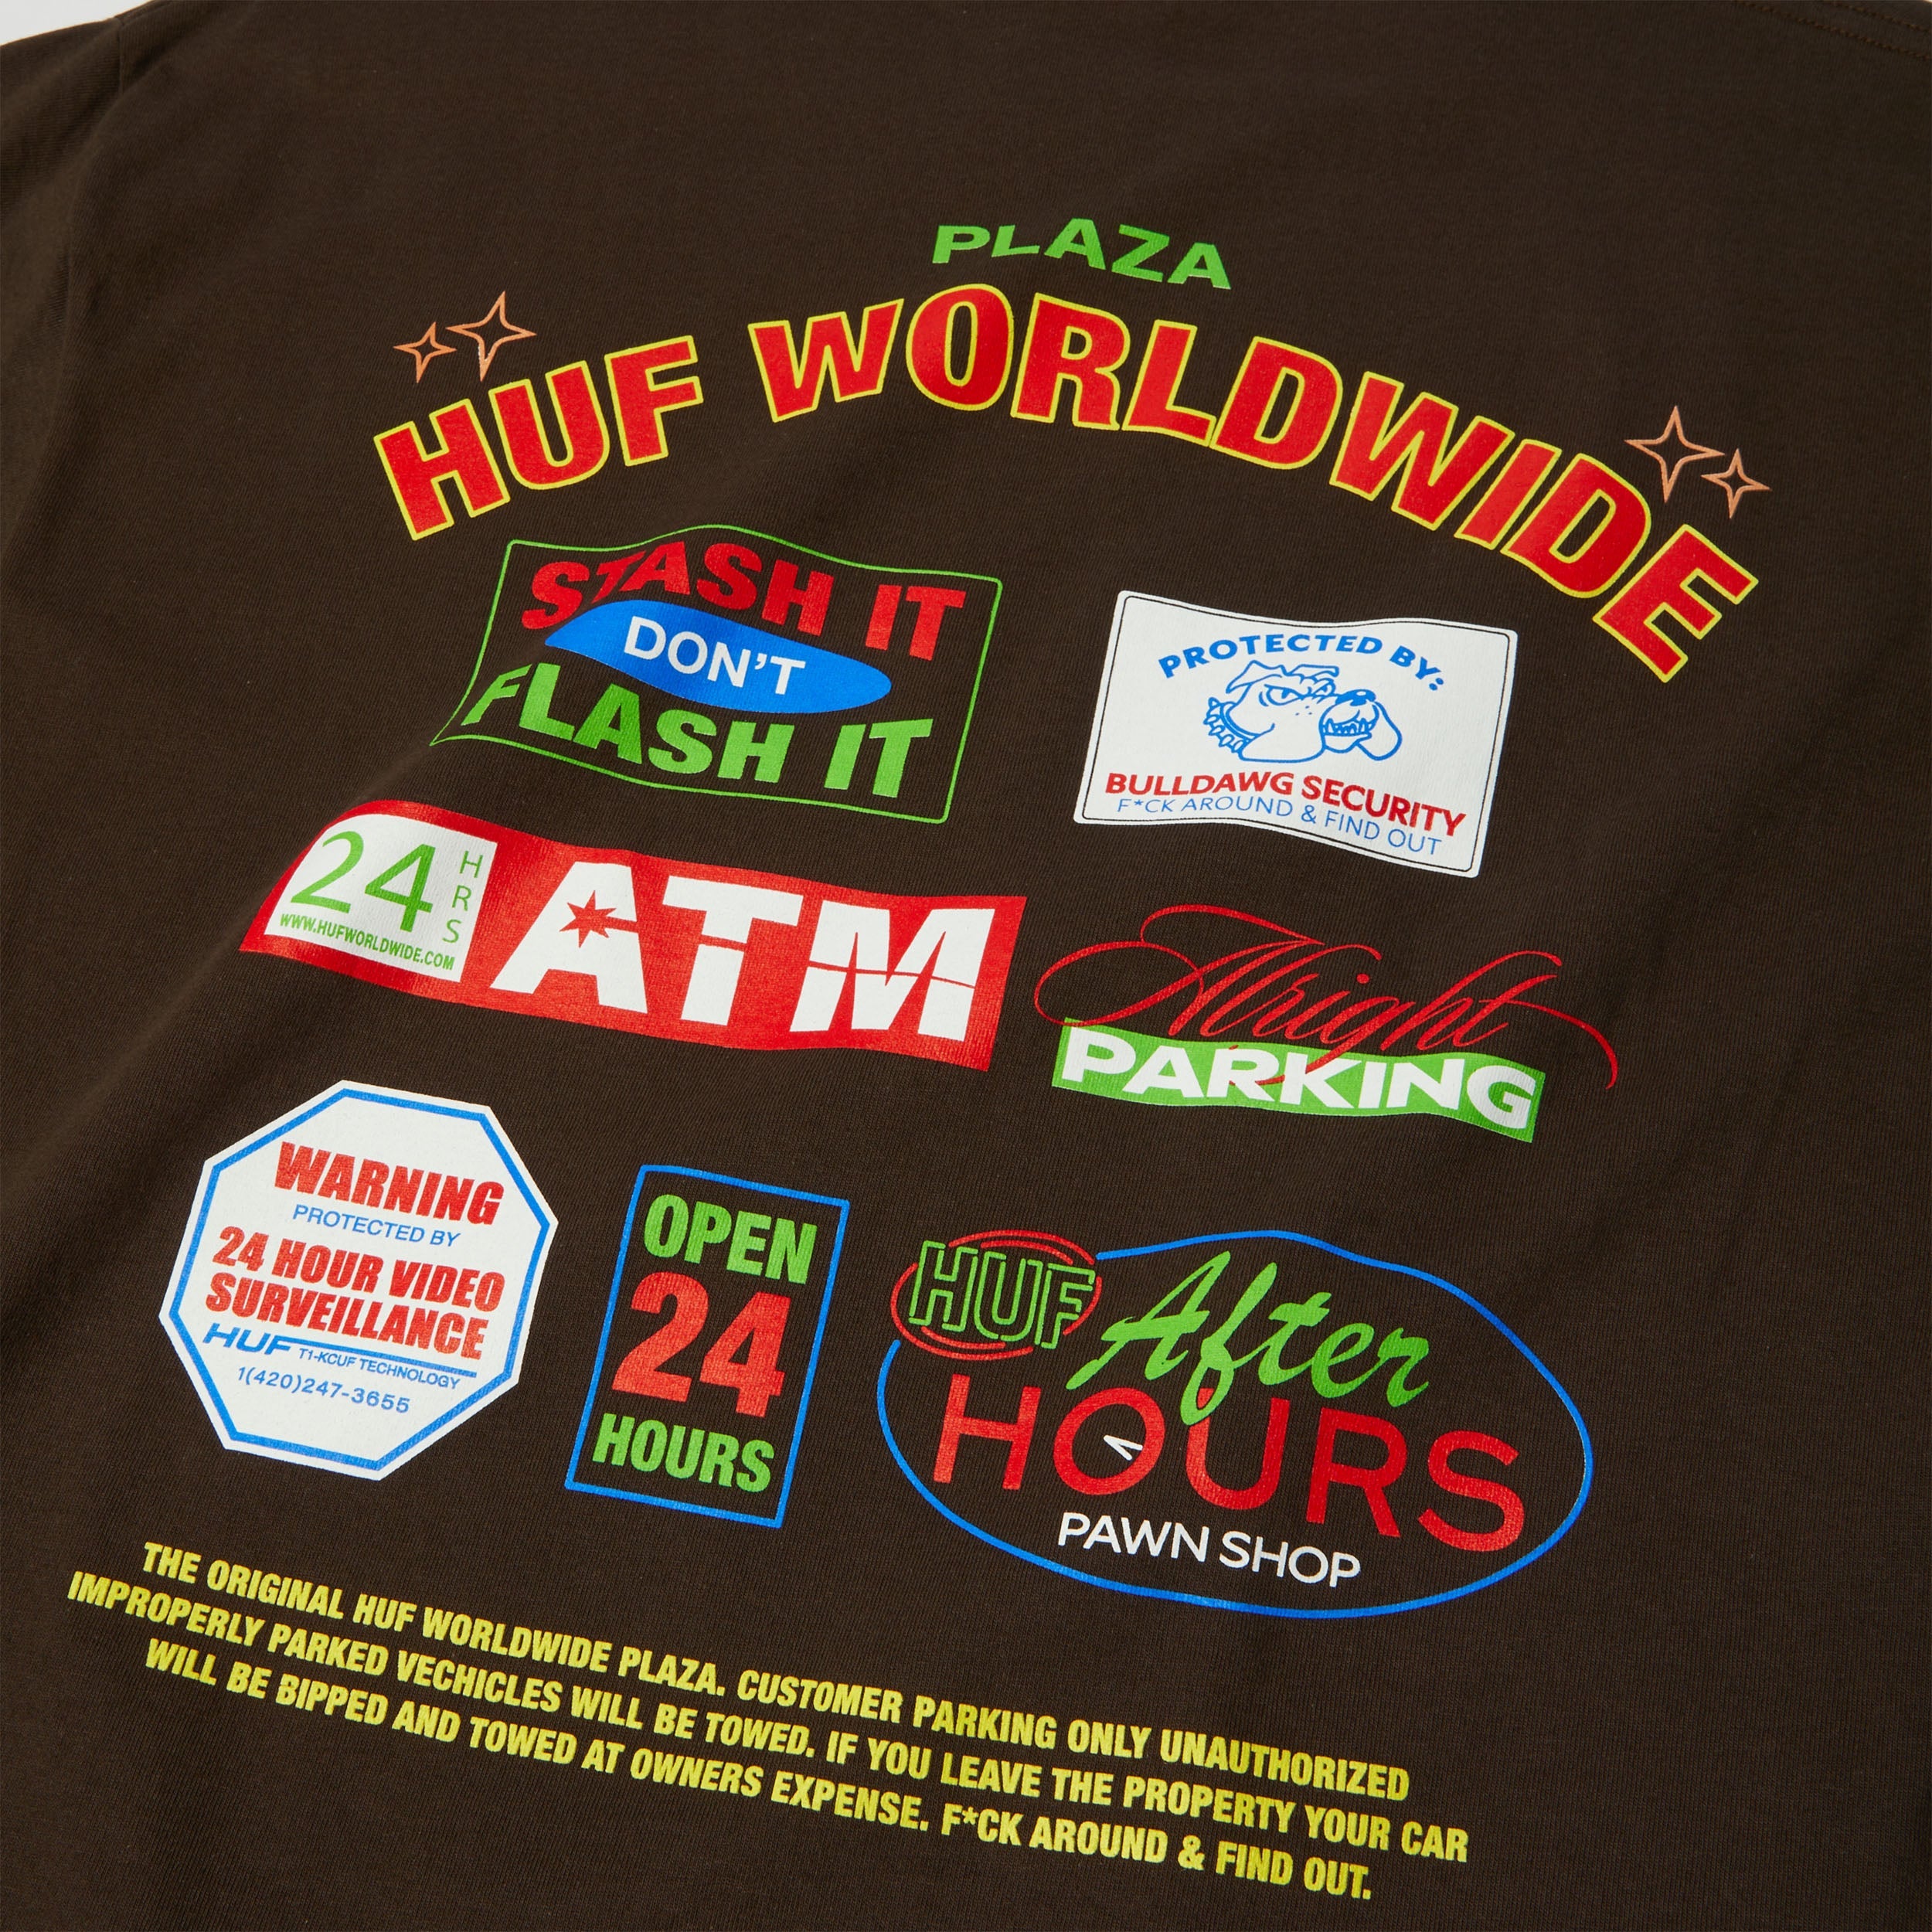 PLAZA
HUF WORLDWIDE
STASH IT
DON'T
FLASH IT
PROTECTED BY:
BULLDAWG SECURITY
F*CK AROUND & FIND OUT
24 HRS
WWW.HUFWORLDWIDE.COM
ATM
Alright
PARKING
WARNING
PROTECTED BY
24 HOUR VIDEO
SURVEILLANCE
HUF T1-KCUF TECHNOLOGY
1(420)247-3655
OPEN
24
HOURS
HUF After
HOURS
PAWN SHOP
THE ORIGINAL HUF WORLDWIDE PLAZA. CUSTOMER PARKING ONLY UNAUTHORIZED
IMPROPERLY PARKED VECHICLES WILL BE TOWED. IF YOU LEAVE THE PROPERTY YOUR CAR
WILL BE BIPPED AND TOWED AT OWNERS EXPENSE. F*CK AROUND & FIND OUT.